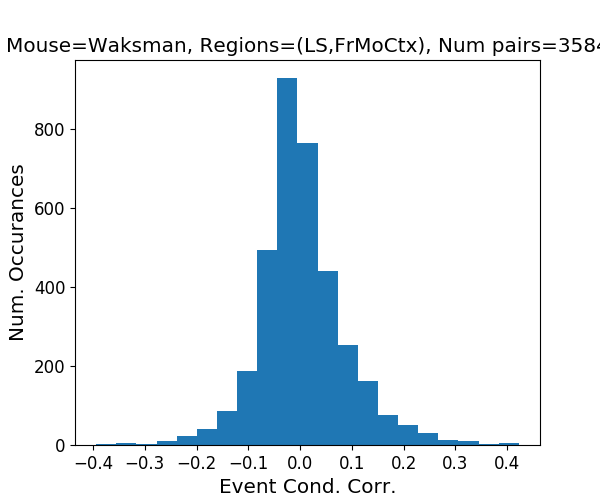 Mouse=Waksman, Regions=(LS,FrMoCtx), Num pairs=3584
800
600
400
200
0
Num. Occurances
−0.4 −0.3 −0.2 −0.1 0.0 0.1 0.2 0.3 0.4
Event Cond. Corr.